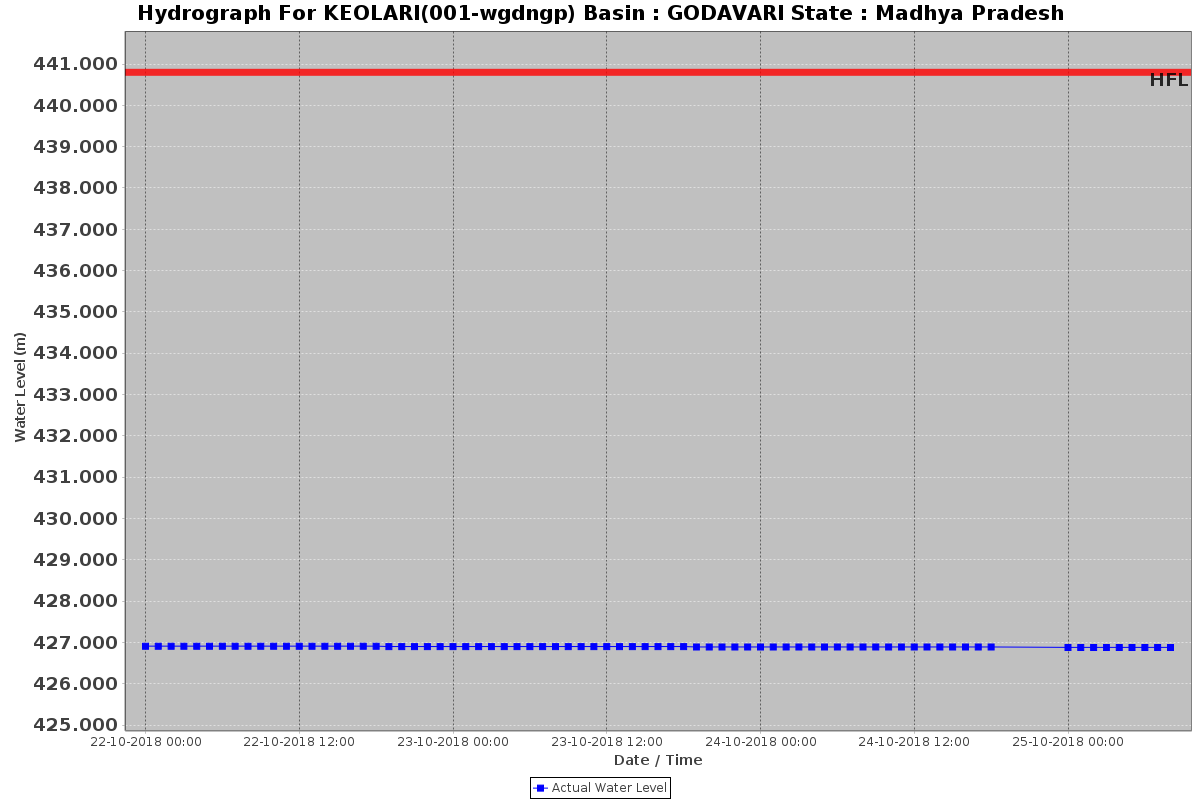 Hydrograph For KEOLARI(001-wgdngp) Basin : GODAVARI State : Madhya Pradesh
441.000
HFL
440.000
439.000
438.000
437.000
436.000
435.000
434.000
433.000
432.000
431.000
430.000
429.000
428.000
427.000
426.000
425.000
Water Level (m)
22-10-2018 00:00 22-10-2018 12:00 23-10-2018 00:00 23-10-2018 12:00 24-10-2018 00:00 24-10-2018 12:00 25-10-2018 00:00
Date / Time
Actual Water Level